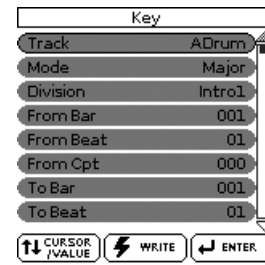 Key
Track ADrum
Mode Major
Division Intro1
From Bar 001
From Beat 01
From Cpt 000
To Bar 001
To Beat 01
CURSOR /VALUE WRITE ENTER